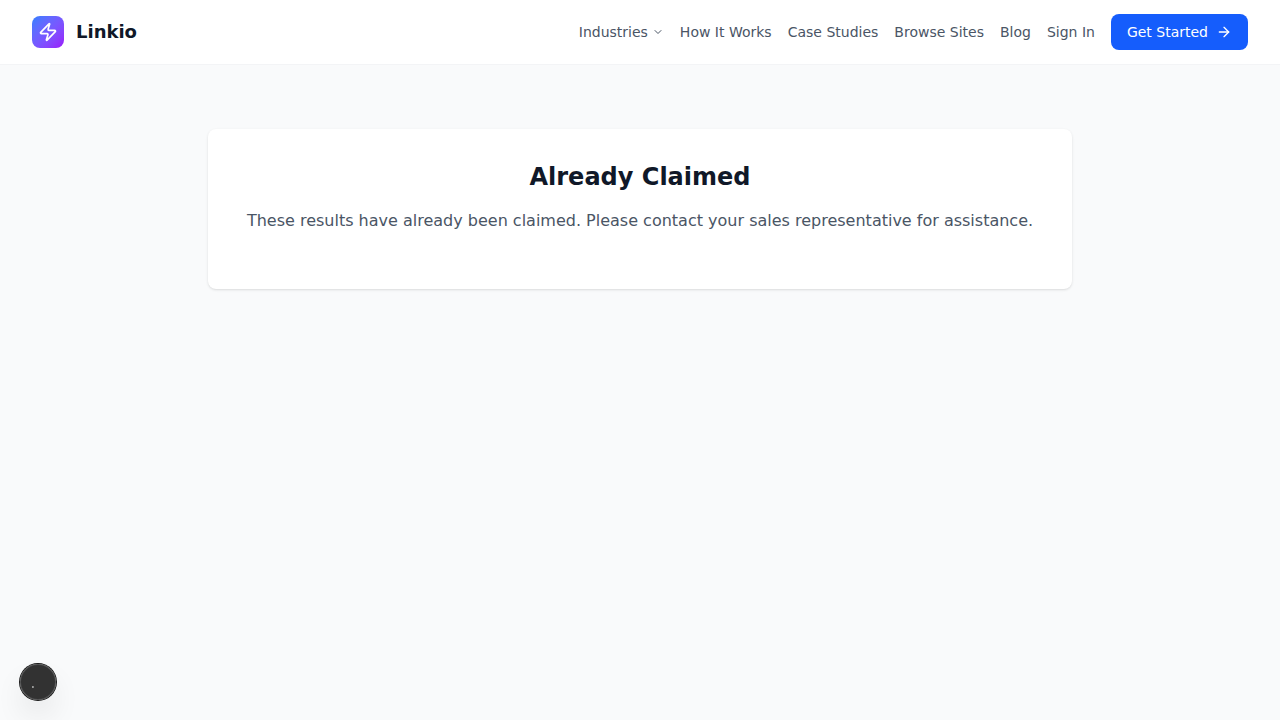 Linkio
Industries
How It Works
Case Studies
Browse Sites
Blog
Sign In
Get Started
Already Claimed
These results have already been claimed. Please contact your sales representative for assistance.